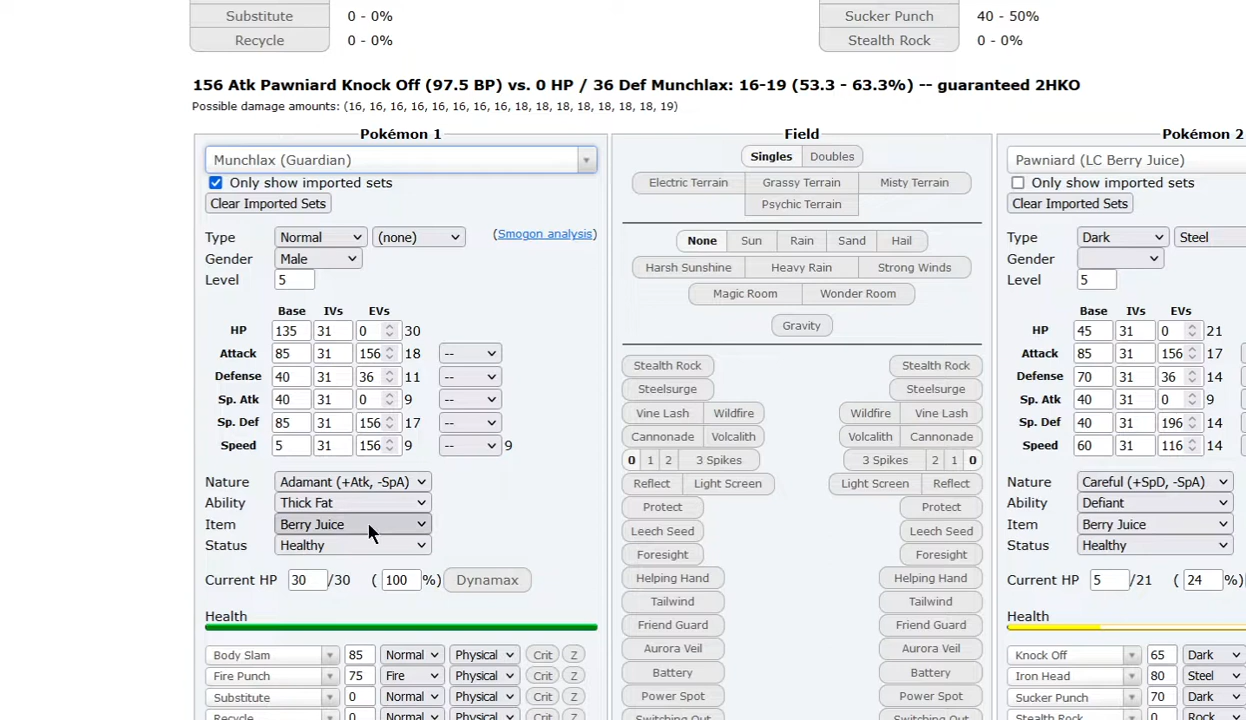 Substitute 0 - 0% Sucker Punch 40 - 50%
Recycle 0 - 0% Stealth Rock 0 - 0%
156 Atk Pawniard Knock Off (97.5 BP) vs. 0 HP / 36 Def Munchlax: 16-19 (53.3 - 63.3%) -- guaranteed 2HKO
Possible damage amounts: (16, 16, 16, 16, 16, 16, 16, 16, 18, 18, 18, 18, 18, 18, 18, 19)
Pokémon 1
Munchlax (Guardian)
Only show imported sets
Clear Imported Sets
Type Normal (none) (Smogon analysis)
Gender Male
Level 5
Base IVs EVs
HP 135 31 0 30
Attack 85 31 156 18 --
Defense 40 31 36 11 --
Sp. Atk 40 31 0 9 --
Sp. Def 85 31 156 17 --
Speed 5 31 156 9 -- 9
Nature Adamant (+Atk, -SpA)
Ability Thick Fat
Item Berry Juice
Status Healthy
Current HP 30 /30 ( 100 %) Dynamax
Health
Body Slam 85 Normal Physical Crit Z
Fire Punch 75 Fire Physical Crit Z
Substitute 0 Normal Physical Crit Z
Recycle 0 Normal Physical Crit Z
Field
Singles Doubles
Electric Terrain Grassy Terrain Misty Terrain
Psychic Terrain
None Sun Rain Sand Hail
Harsh Sunshine Heavy Rain Strong Winds
Magic Room Wonder Room
Gravity
Stealth Rock Stealth Rock
Steelsurge Steelsurge
Vine Lash Wildfire Wildfire Vine Lash
Cannonade Volcalith Volcalith Cannonade
0 1 2 3 Spikes 3 Spikes 2 1 0
Reflect Light Screen Light Screen Reflect
Protect Protect
Leech Seed Leech Seed
Foresight Foresight
Helping Hand Helping Hand
Tailwind Tailwind
Friend Guard Friend Guard
Aurora Veil Aurora Veil
Battery Battery
Power Spot Power Spot
Switching Out Switching Out
Pokémon 2
Pawniard (LC Berry Juice)
Only show imported sets
Clear Imported Sets
Type Dark Steel
Gender
Level 5
Base IVs EVs
HP 45 31 0 21
Attack 85 31 156 17
Defense 70 31 36 14
Sp. Atk 40 31 0 9
Sp. Def 40 31 196 14
Speed 60 31 116 14
Nature Careful (+SpD, -SpA)
Ability Defiant
Item Berry Juice
Status Healthy
Current HP 5 /21 ( 24 %)
Health
Knock Off 65 Dark
Iron Head 80 Steel
Sucker Punch 70 Dark
Stealth Rock 0 Rock